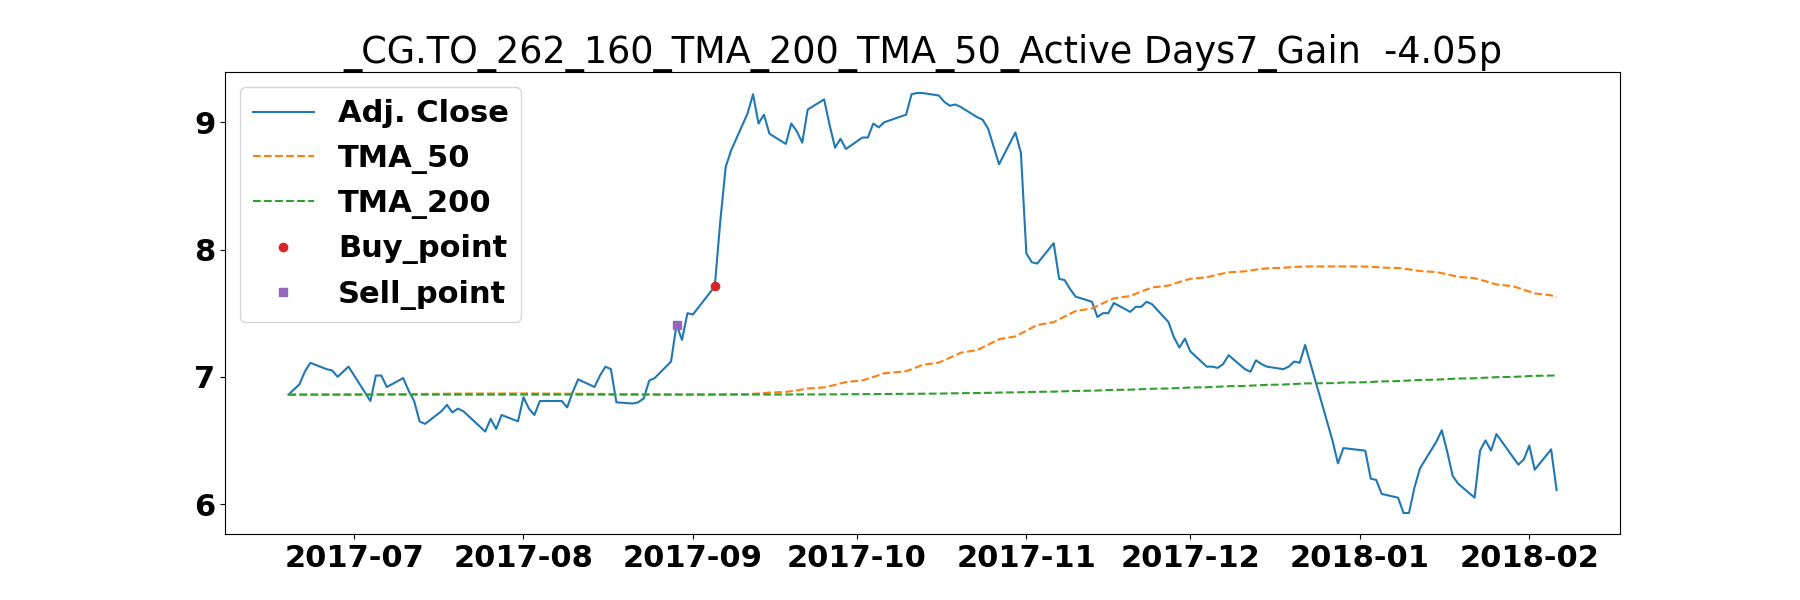 _CG.TO_262_160_TMA_200_TMA_50_Active Days7_Gain  -4.05p
Adj. Close
TMA_50
TMA_200
Buy_point
Sell_point
9
8
7
6
2017-07 2017-08 2017-09 2017-10 2017-11 2017-12 2018-01 2018-02